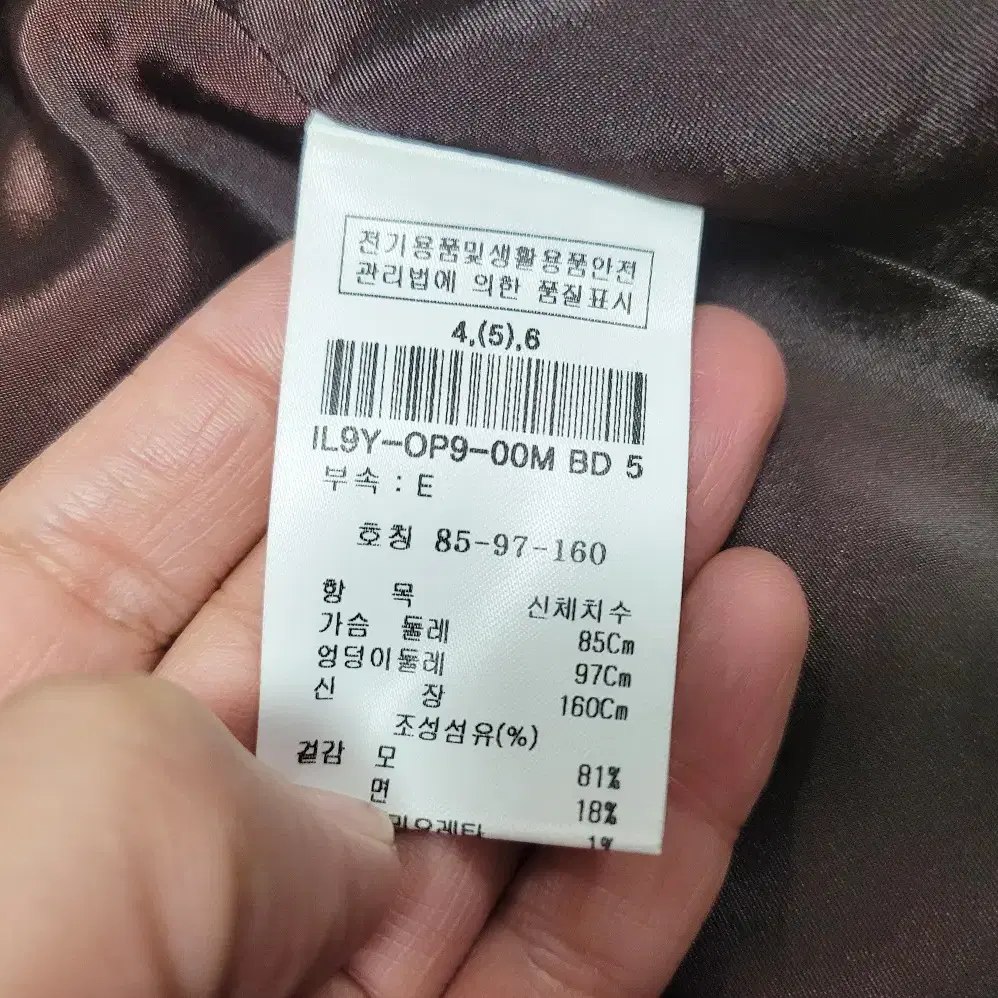 전기용품및생활용품안전
관리법에 의한 품질표시
4,(5),6
IL9Y-OP9-00M BD 5
부속 : E
호칭 85-97-160
항 목 신체치수
가슴 둘레 85Cm
엉덩이둘레 97Cm
신 장 160Cm
조성섬유(%)
겉감 모 81%
면 18%
1%